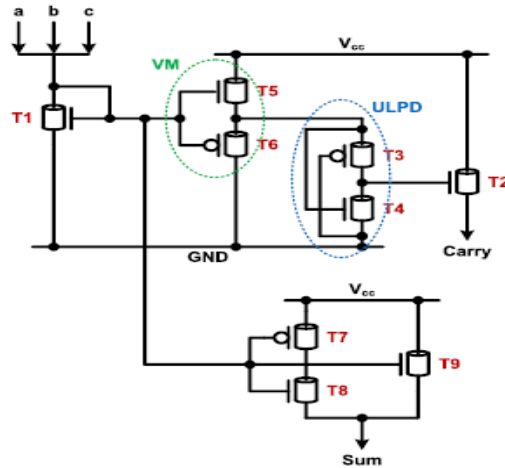 a b c
VM
Vcc
T5
ULPD
T1
T6
T3
T2
T4
GND
Carry
Vcc
T7
T9
T8
Sum